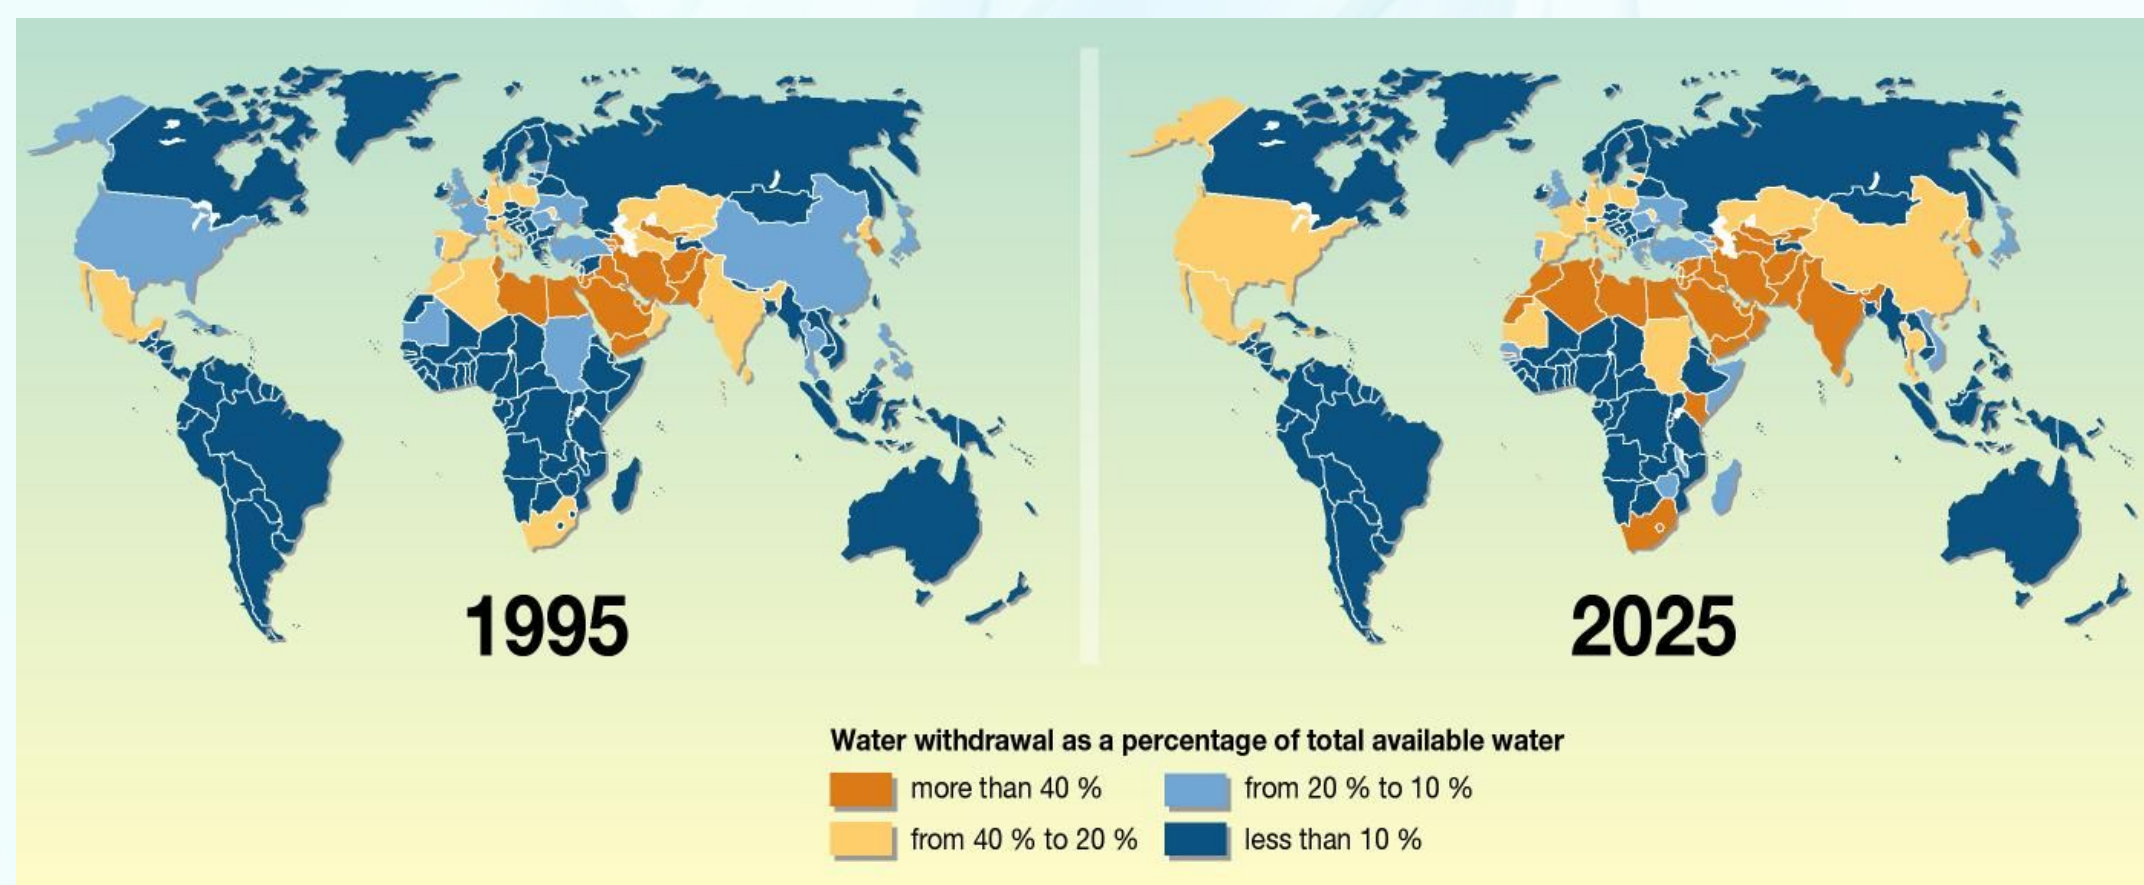 1995
2025
Water withdrawal as a percentage of total available water
more than 40 %
from 20 % to 10 %
from 40 % to 20 %
less than 10 %